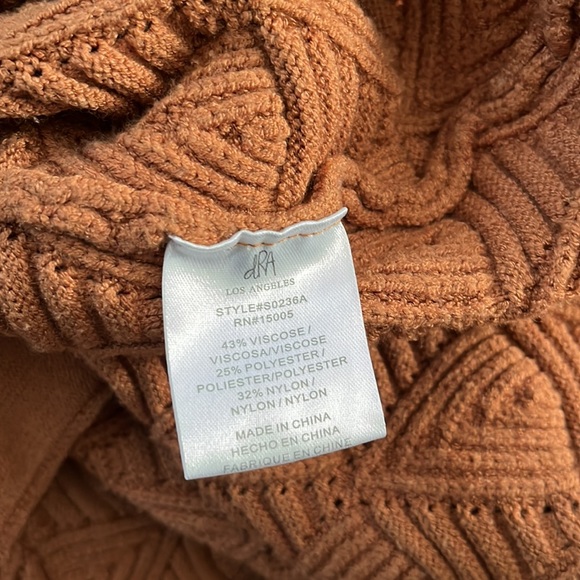 dRA
LOS ANGELES
STYLE#S0236A
RN#15005
43% VISCOSE /
VISCOSA/VISCOSE
25% POLYESTER /
POLIESTER/POLYESTER
32% NYLON /
NYLON / NYLON
MADE IN CHINA
HECHO EN CHINA
FABRIQUE EN CHINE